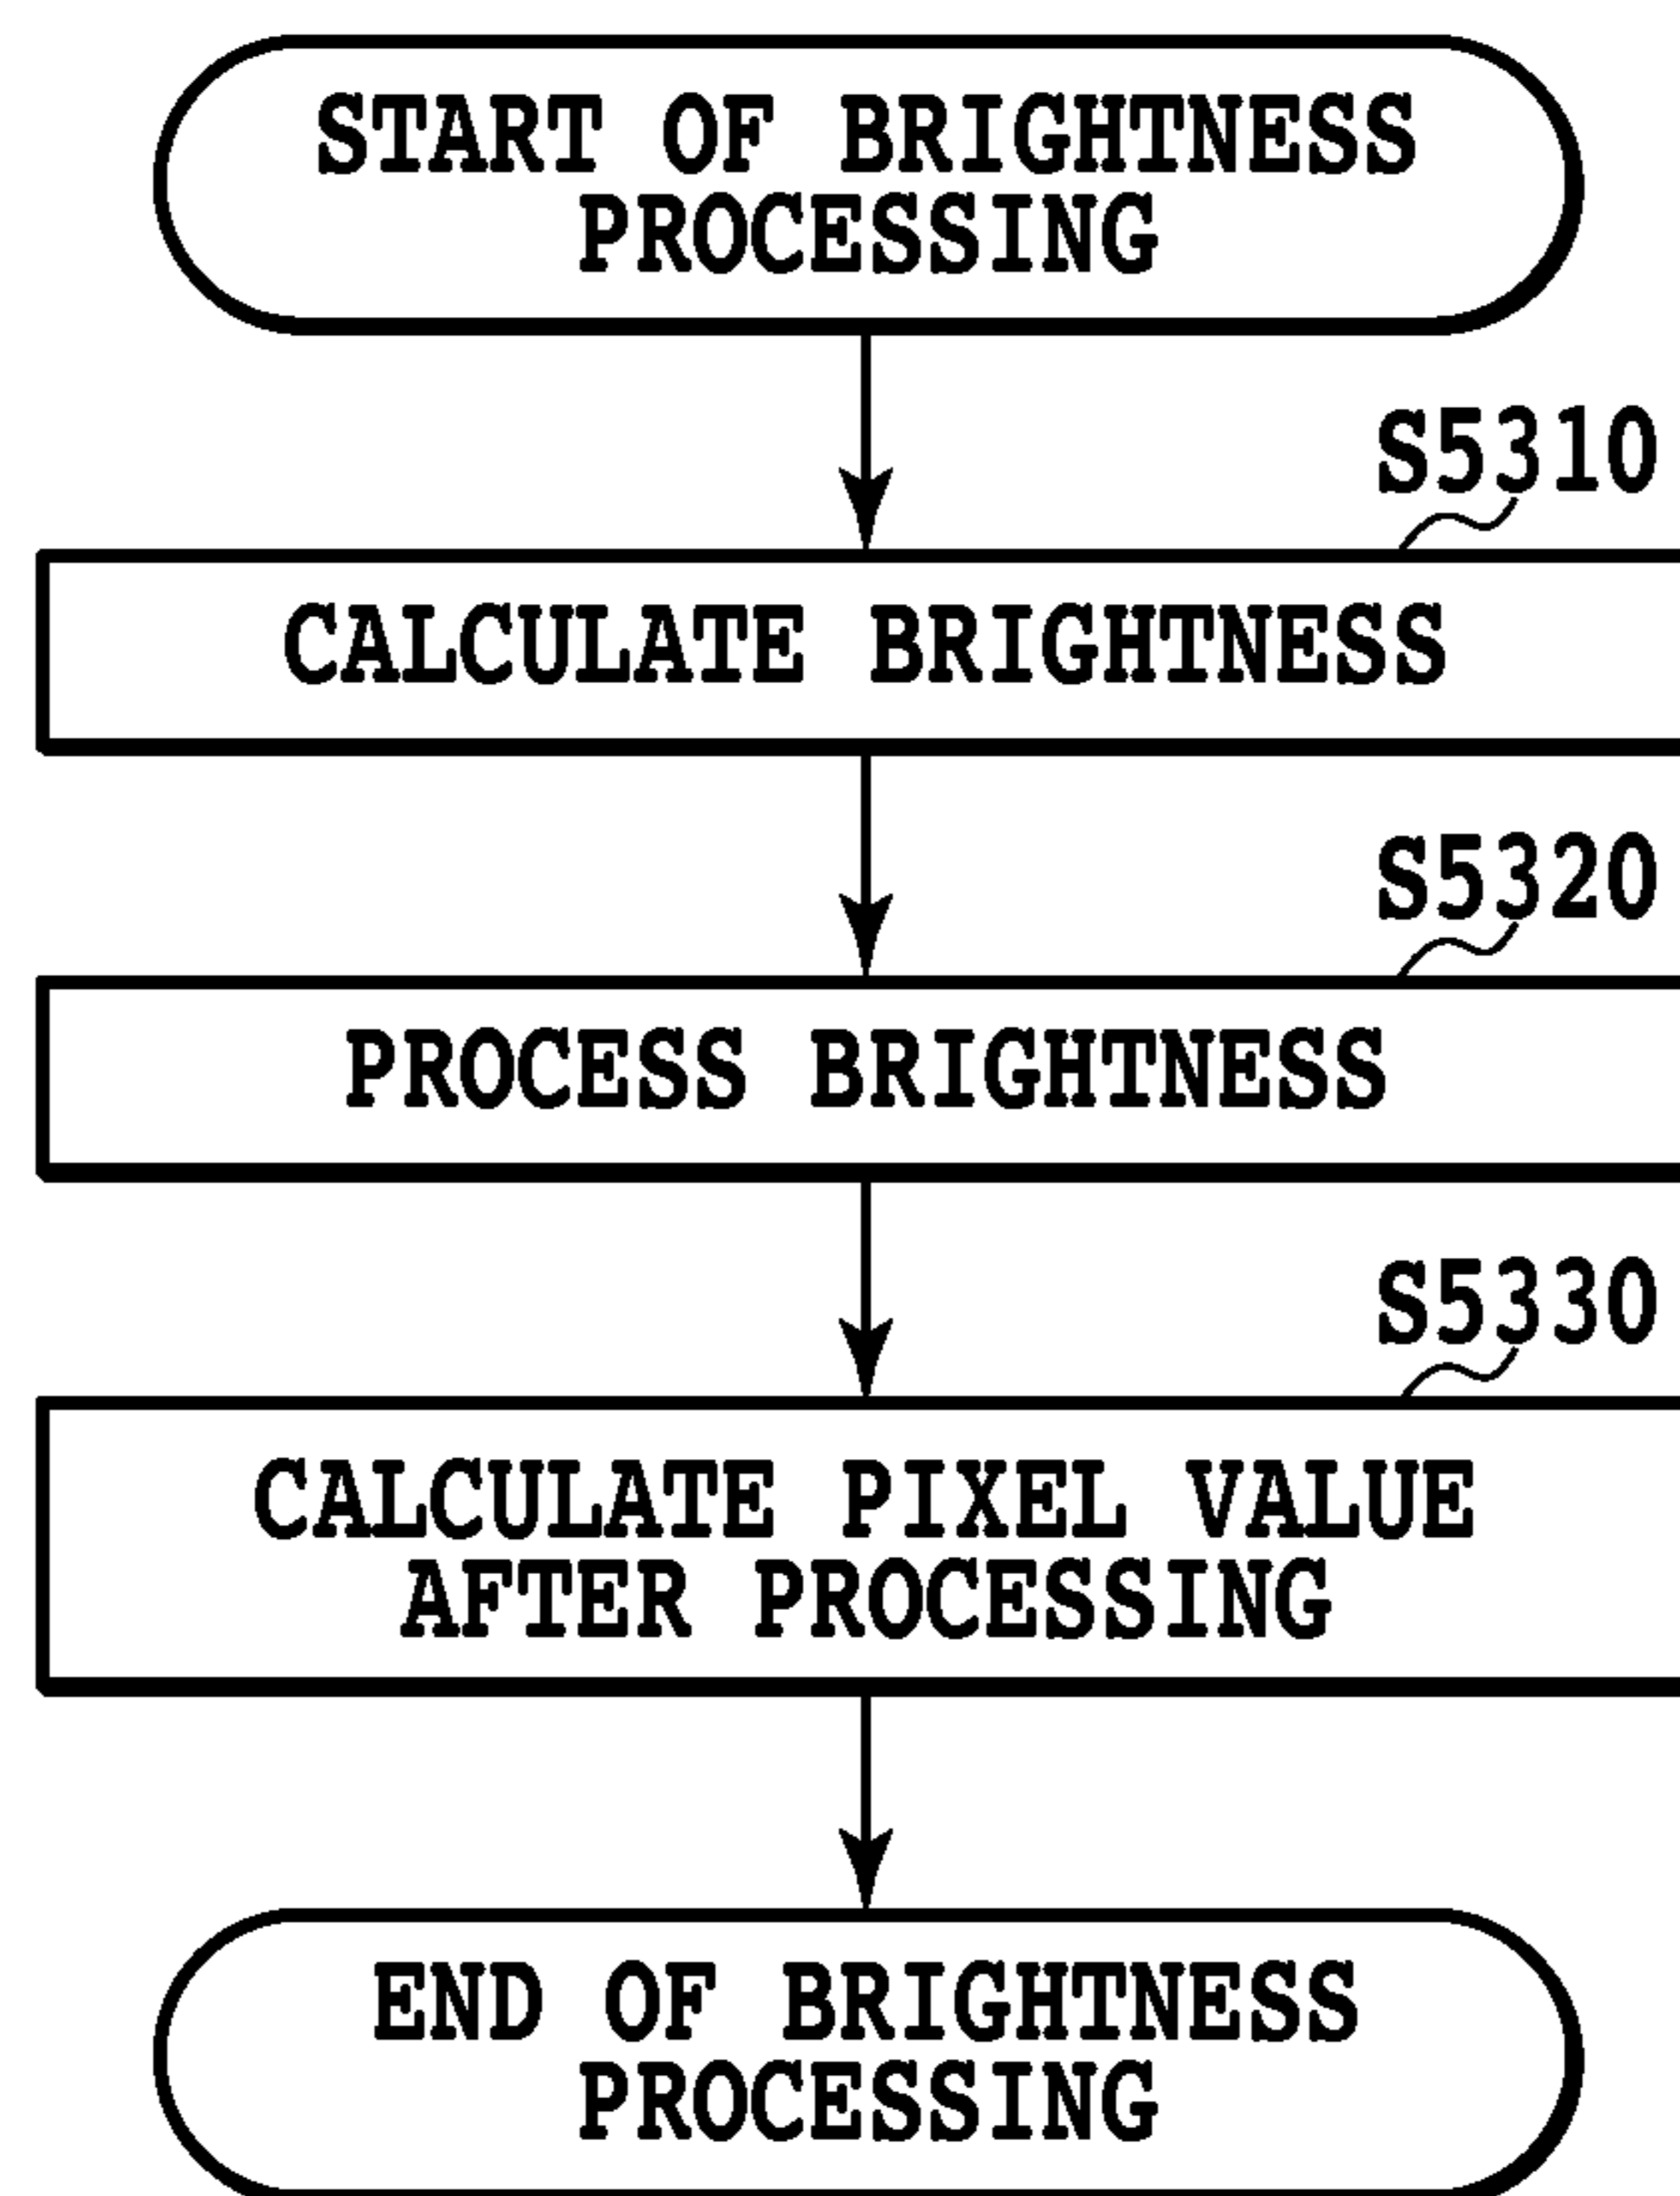 START OF BRIGHTNESS
PROCESSING
S5310
CALCULATE BRIGHTNESS
S5320
PROCESS BRIGHTNESS
S5330
CALCULATE PIXEL VALUE
AFTER PROCESSING
END OF BRIGHTNESS
PROCESSING